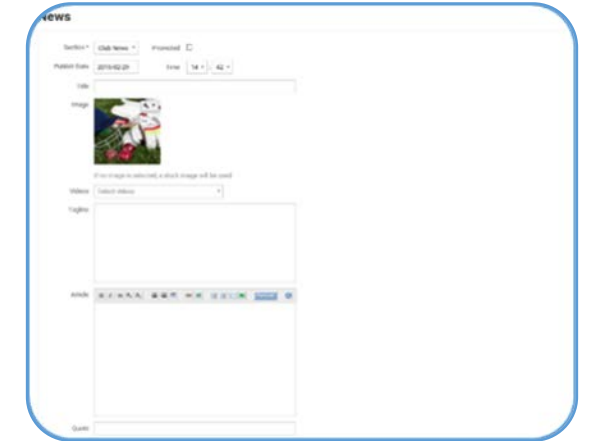 News
Section * Club News Promoted
Publish Date 2016-02-29 Time 14 : 42
Title
Image
If no image is selected, a stock image will be used
Videos Select Videos
Tagline
Article
Quote